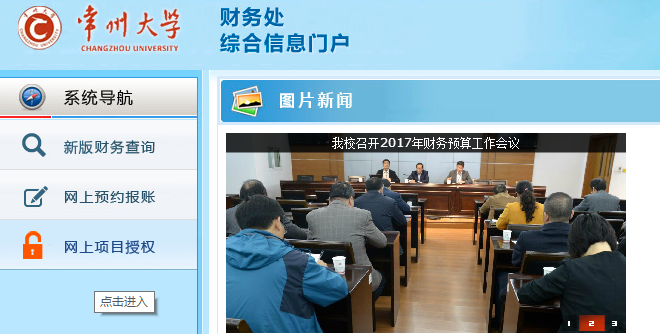 常州大学
CHANGZHOU UNIVERSITY
财务处
综合信息门户
系统导航
新版财务查询
网上预约报账
网上项目授权
点击进入
图片新闻
我校召开2017年财务预算工作会议
1 2 3